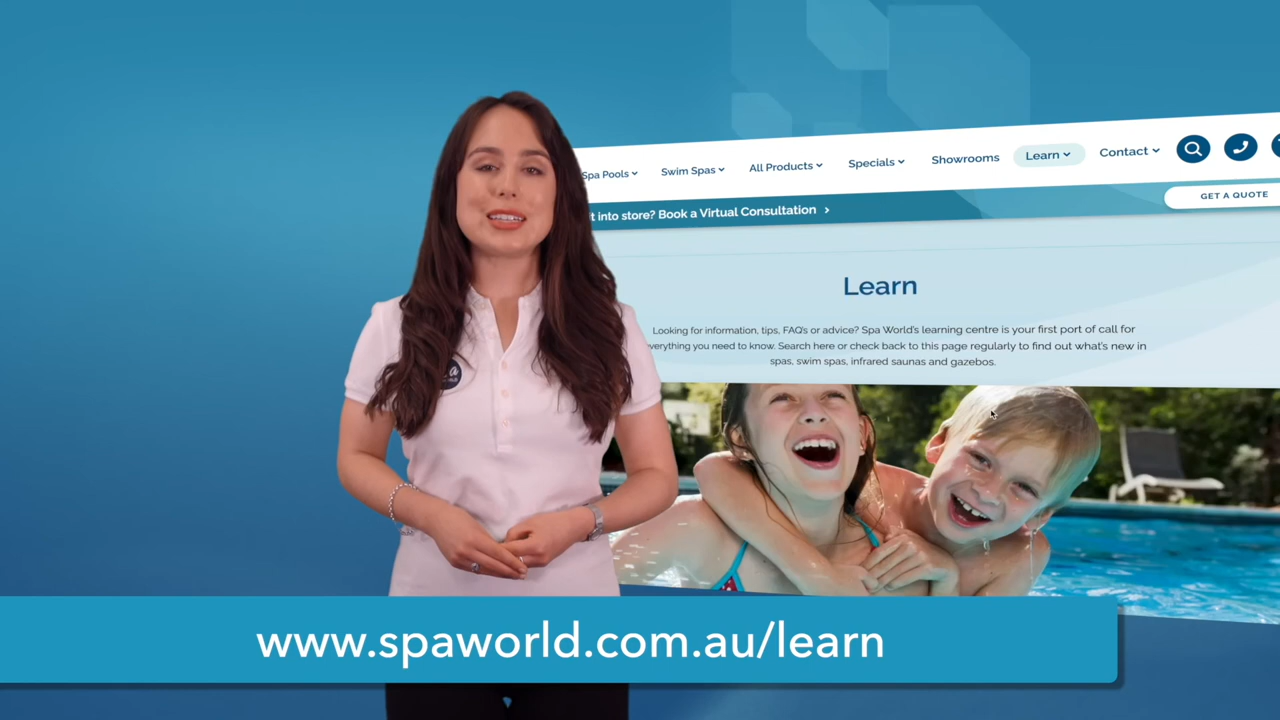 Spa Pools
Swim Spas
All Products
Specials
Showrooms
Learn
Contact
into store? Book a Virtual Consultation
GET A QUOTE
Learn
Looking for information, tips, FAQ's or advice? Spa World's learning centre is your first port of call for
everything you need to know. Search here or check back to this page regularly to find out what's new in
spas, swim spas, infrared saunas and gazebos.
www.spaworld.com.au/learn